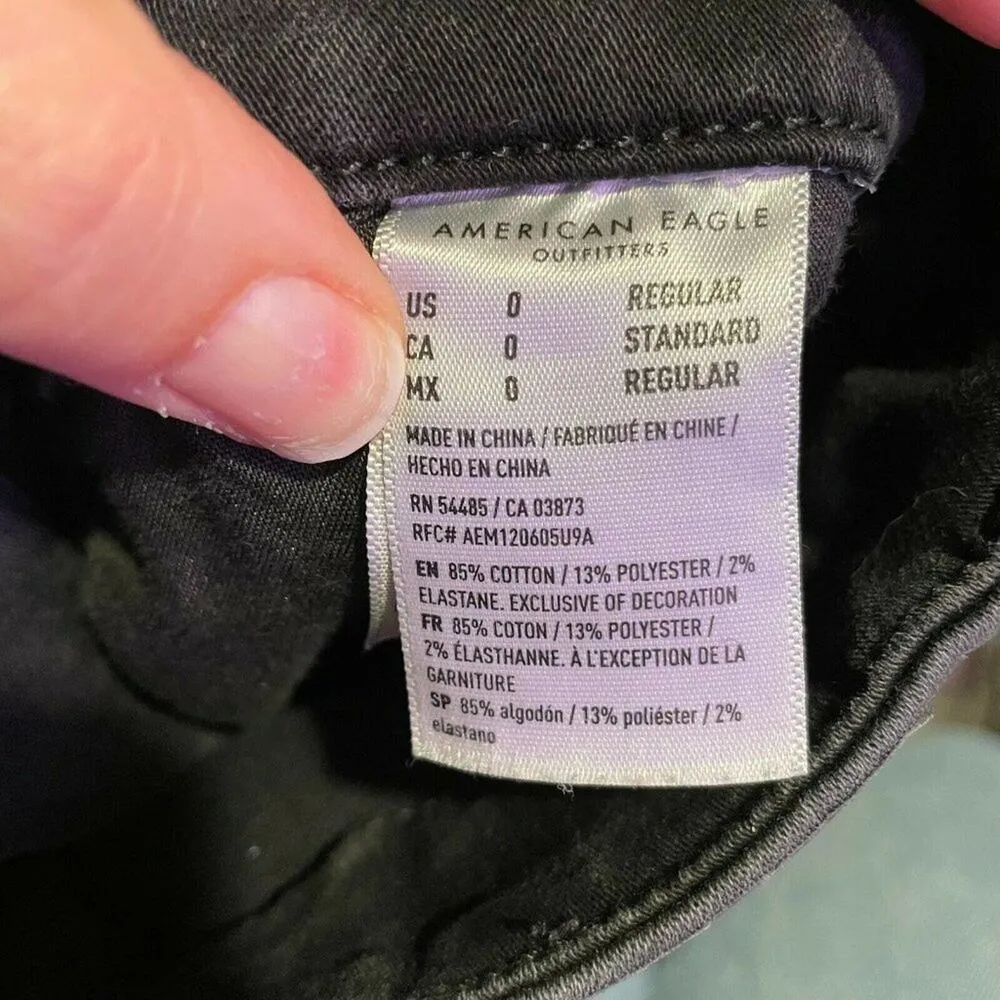 AMERICAN EAGLE
OUTFITTERS
US 0 REGULAR
CA 0 STANDARD
MX 0 REGULAR
MADE IN CHINA / FABRIQUÉ EN CHINE /
HECHO EN CHINA
RN 54485 / CA 03873
RFC# AEM120605U9A
EN 85% COTTON / 13% POLYESTER / 2%
ELASTANE. EXCLUSIVE OF DECORATION
FR 85% COTON / 13% POLYESTER /
2% ÉLASTHANNE. À L'EXCEPTION DE LA
GARNITURE
SP 85% algodón / 13% poliéster / 2%
elastano